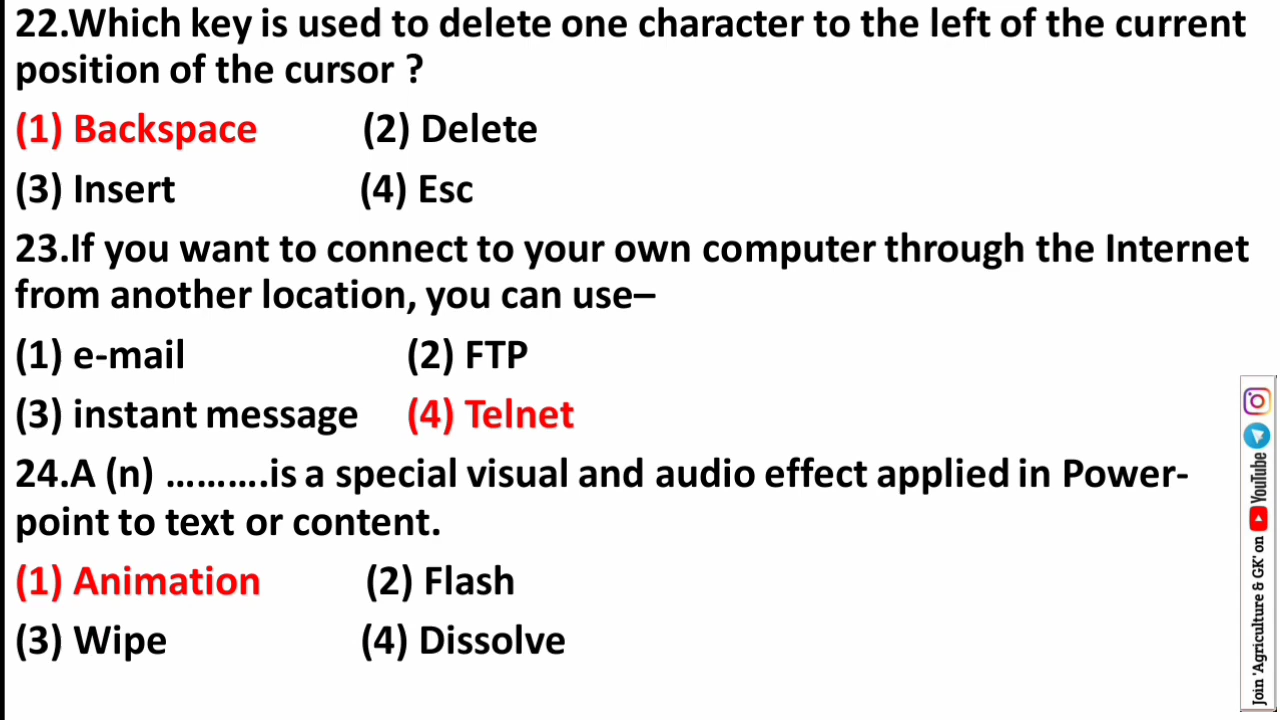 22.Which key is used to delete one character to the left of the current
position of the cursor ?
(1) Backspace (2) Delete
(3) Insert (4) Esc
23.If you want to connect to your own computer through the Internet
from another location, you can use–
(1) e-mail (2) FTP
(3) instant message (4) Telnet
24.A (n) ……….is a special visual and audio effect applied in Power-
point to text or content.
(1) Animation (2) Flash
(3) Wipe (4) Dissolve
Join 'Agriculture & GK' on YouTube